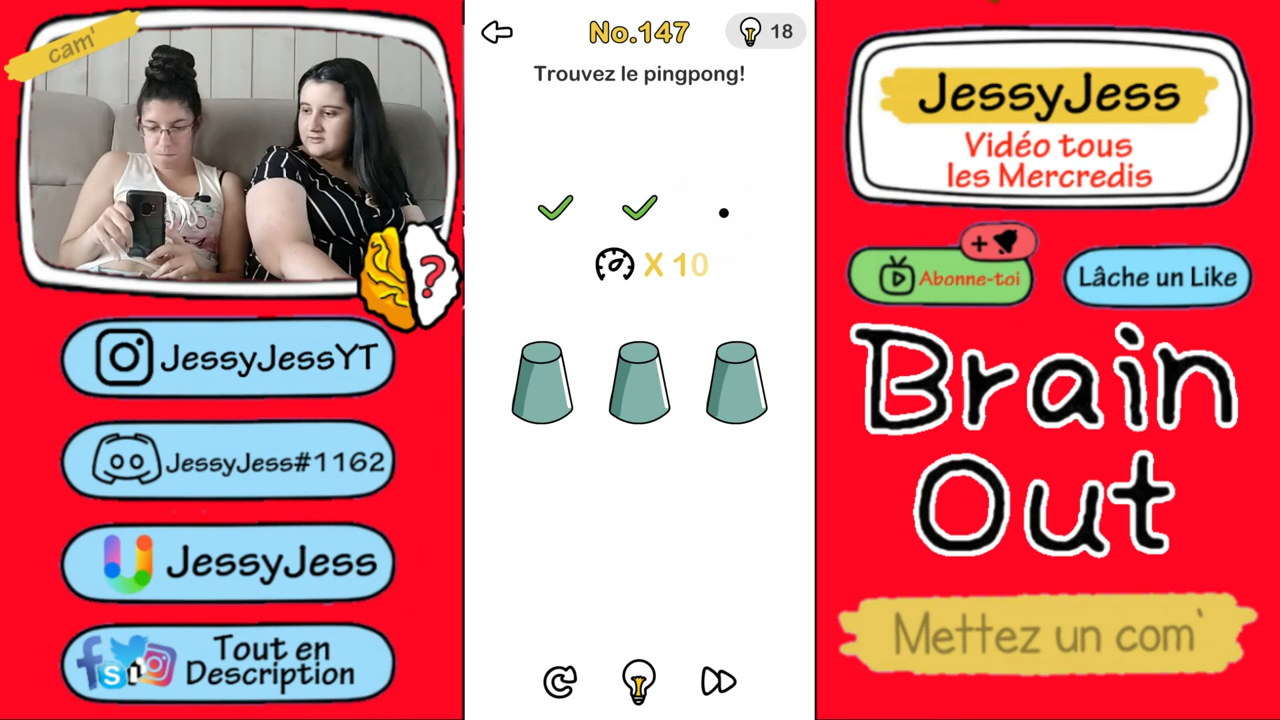 cam'
JessyJessYT
JessyJess#1162
JessyJess
Tout en
Description
No.147
18
Trouvez le pingpong!
X 10
JessyJess
Vidéo tous
les Mercredis
+
Abonne-toi
Lâche un Like
Brain
Out
Mettez un com'